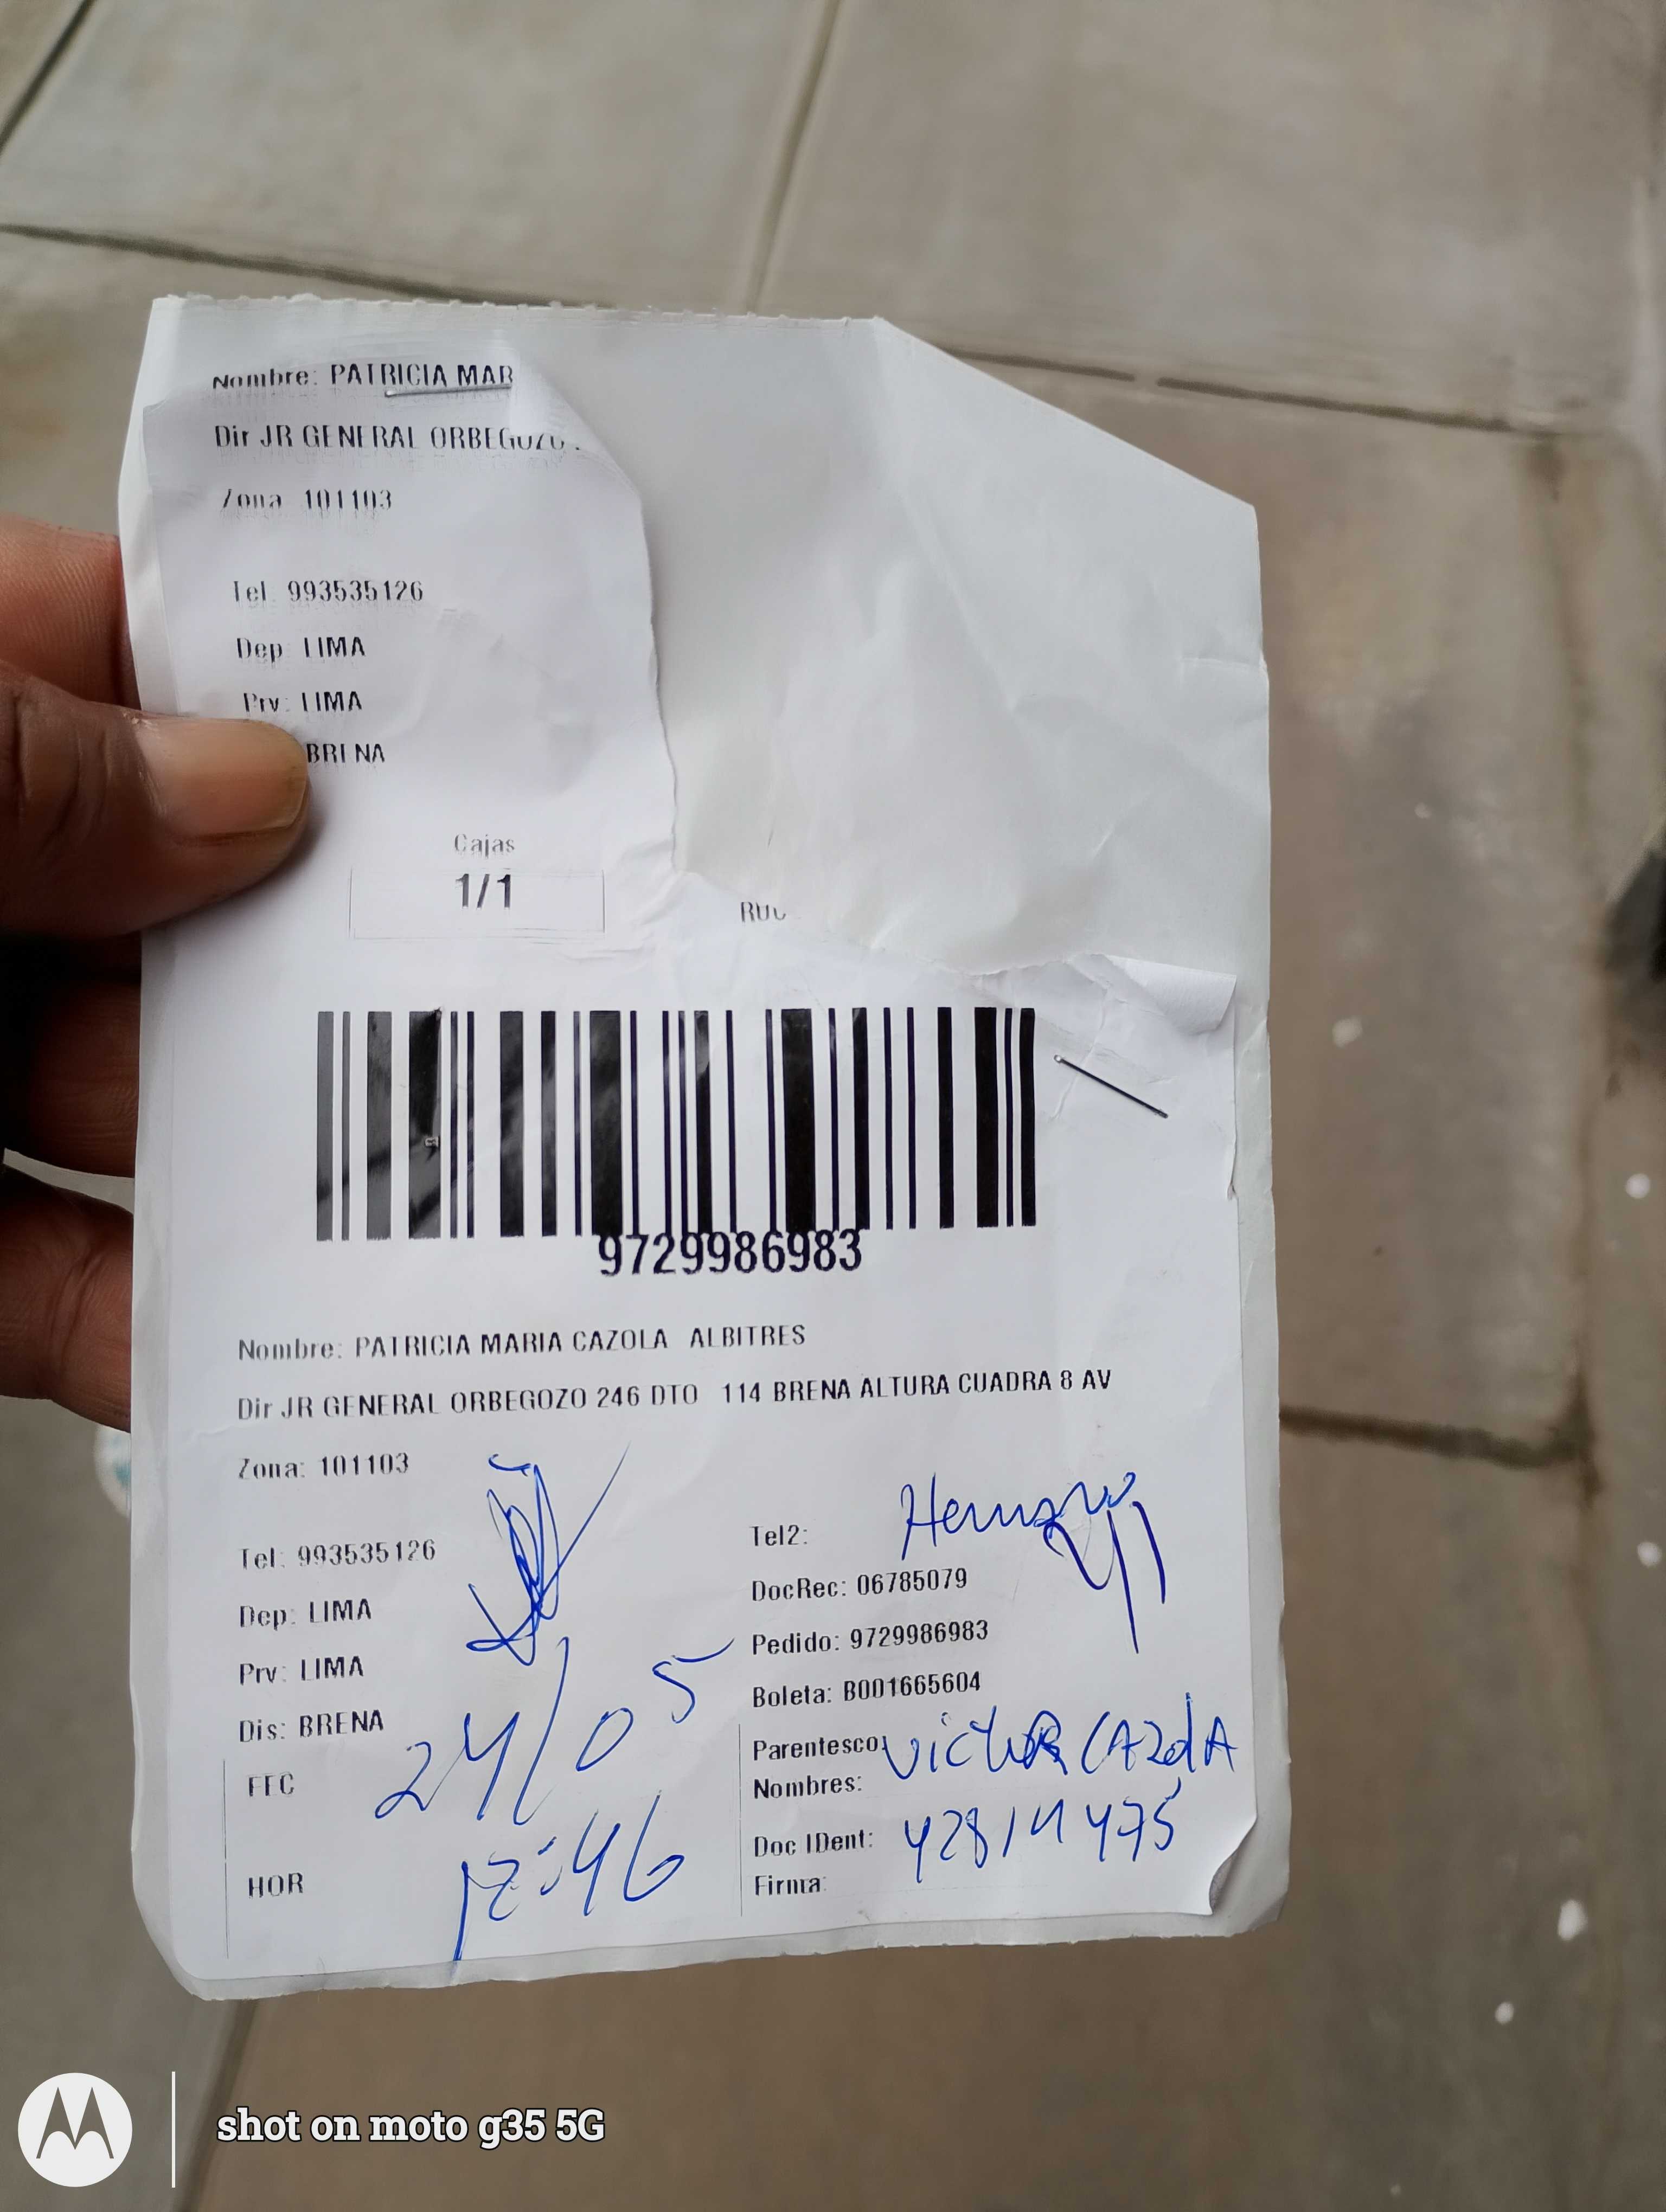 Nombre: PATRICIA MAR
Dir JR GENERAL ORBEGOZO
Zona 101103
Tel 993535126
Dep LIMA
Prv: LIMA
BRENA
Cajas
1/1
RUC
9729986983
Nombre: PATRICIA MARIA CAZOLA ALBITRES
Dir JR GENERAL ORBEGOZO 246 DTO 114 BRENA ALTURA CUADRA 8 AV
Zona: 101103
Tel: 993535126
Dep: LIMA
Prv: LIMA
Dis: BRENA
FEC 24/05
HOR 12:46
Hermano
Tel2:
DocRec: 06785079
Pedido: 9729986983
Boleta: B001665604
Parentesco
Nombres: VICTOR CAZOLA
Doc IDent:
Firma:
shot on moto g35 5G